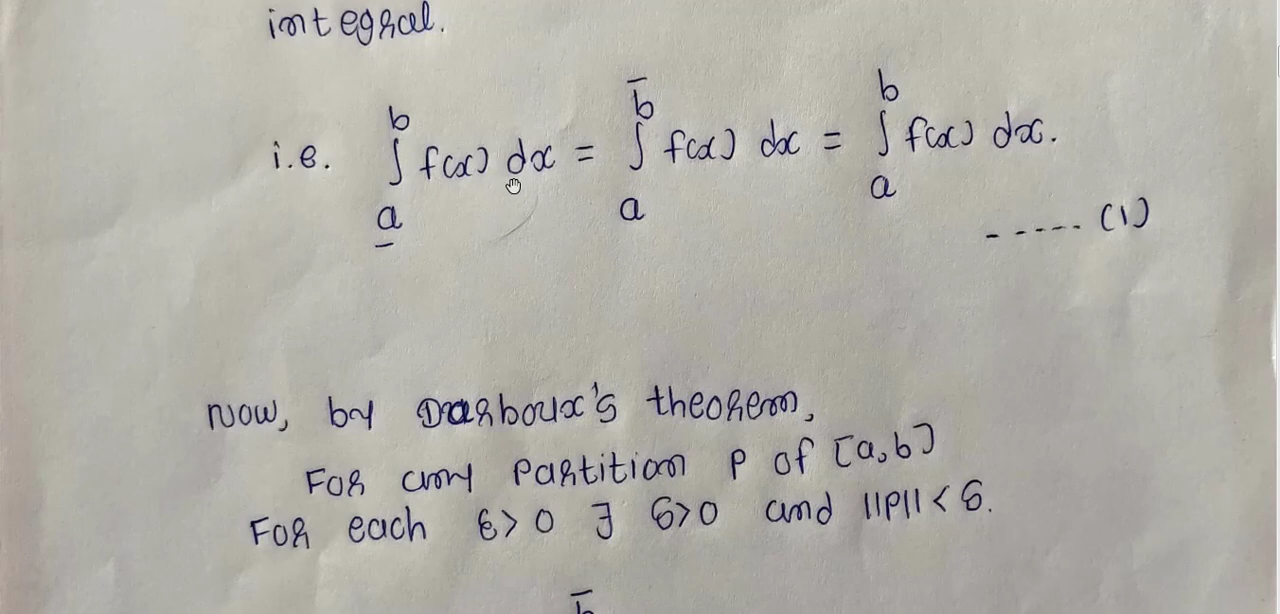 integral.
i.e. ∫_a̲^b f(x) dx = ∫_a^b̄ f(x) dx = ∫_a^b f(x) dx.
----- (1)
Now, by Darboux's theorem,
For any Partition P of [a,b]
For each ε>0 ∃ δ>0 and ||P|| < δ.
b̄